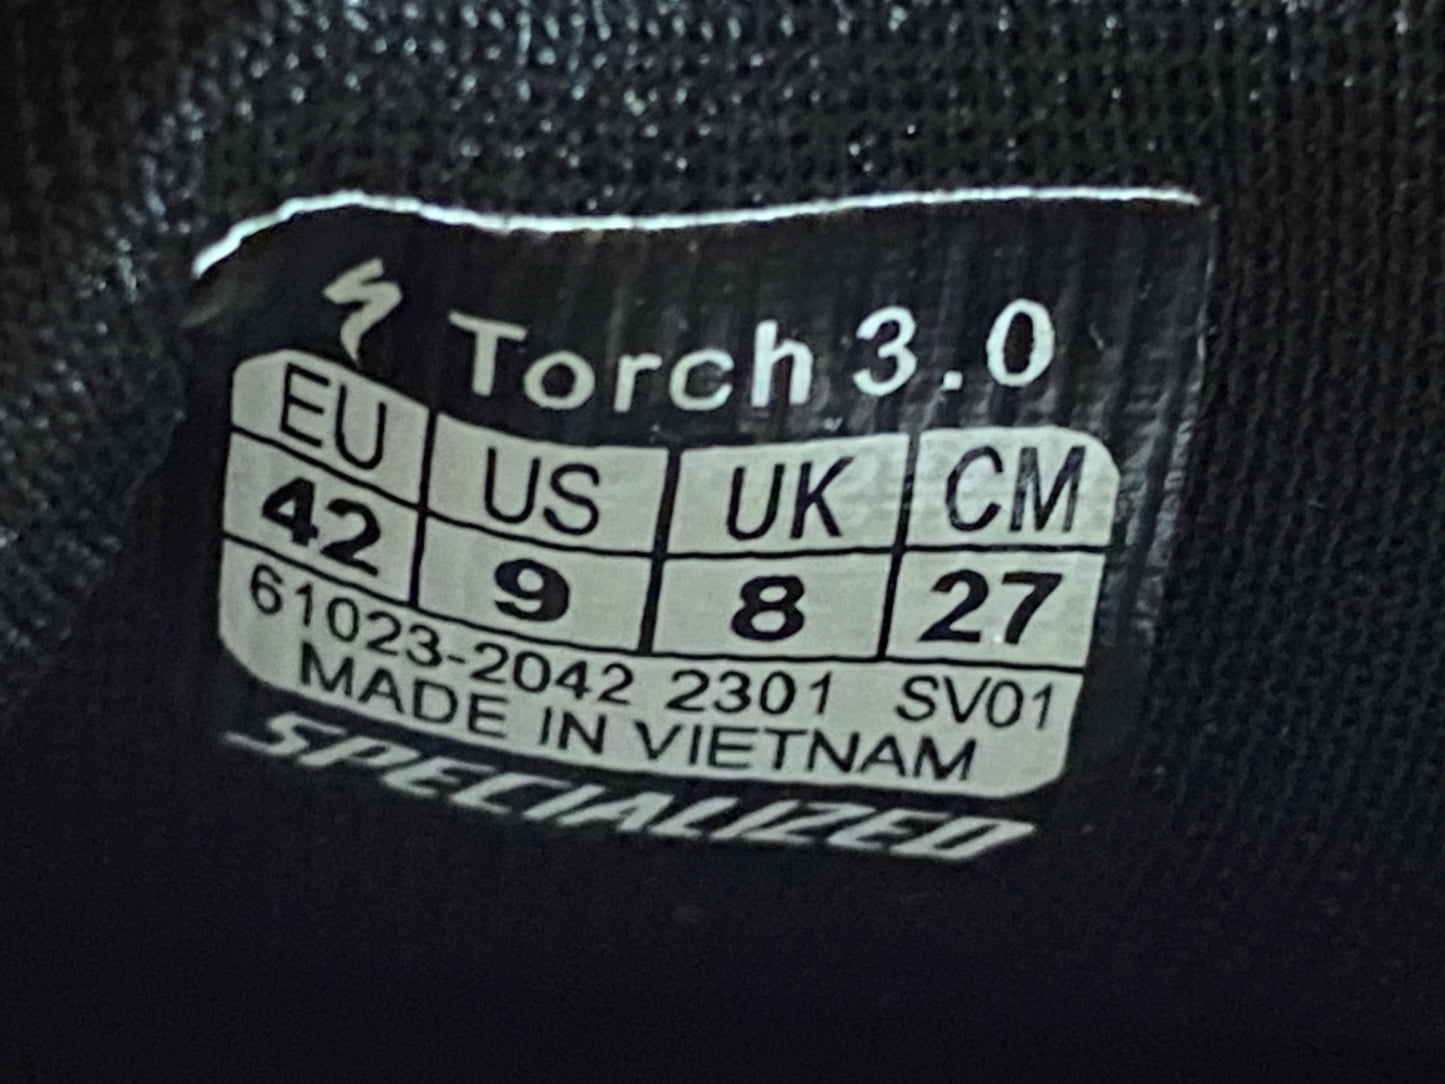 Torch 3.0
EU US UK CM
42 9 8 27
61023-2042 2301 SV01
MADE IN VIETNAM
SPECIALIZED